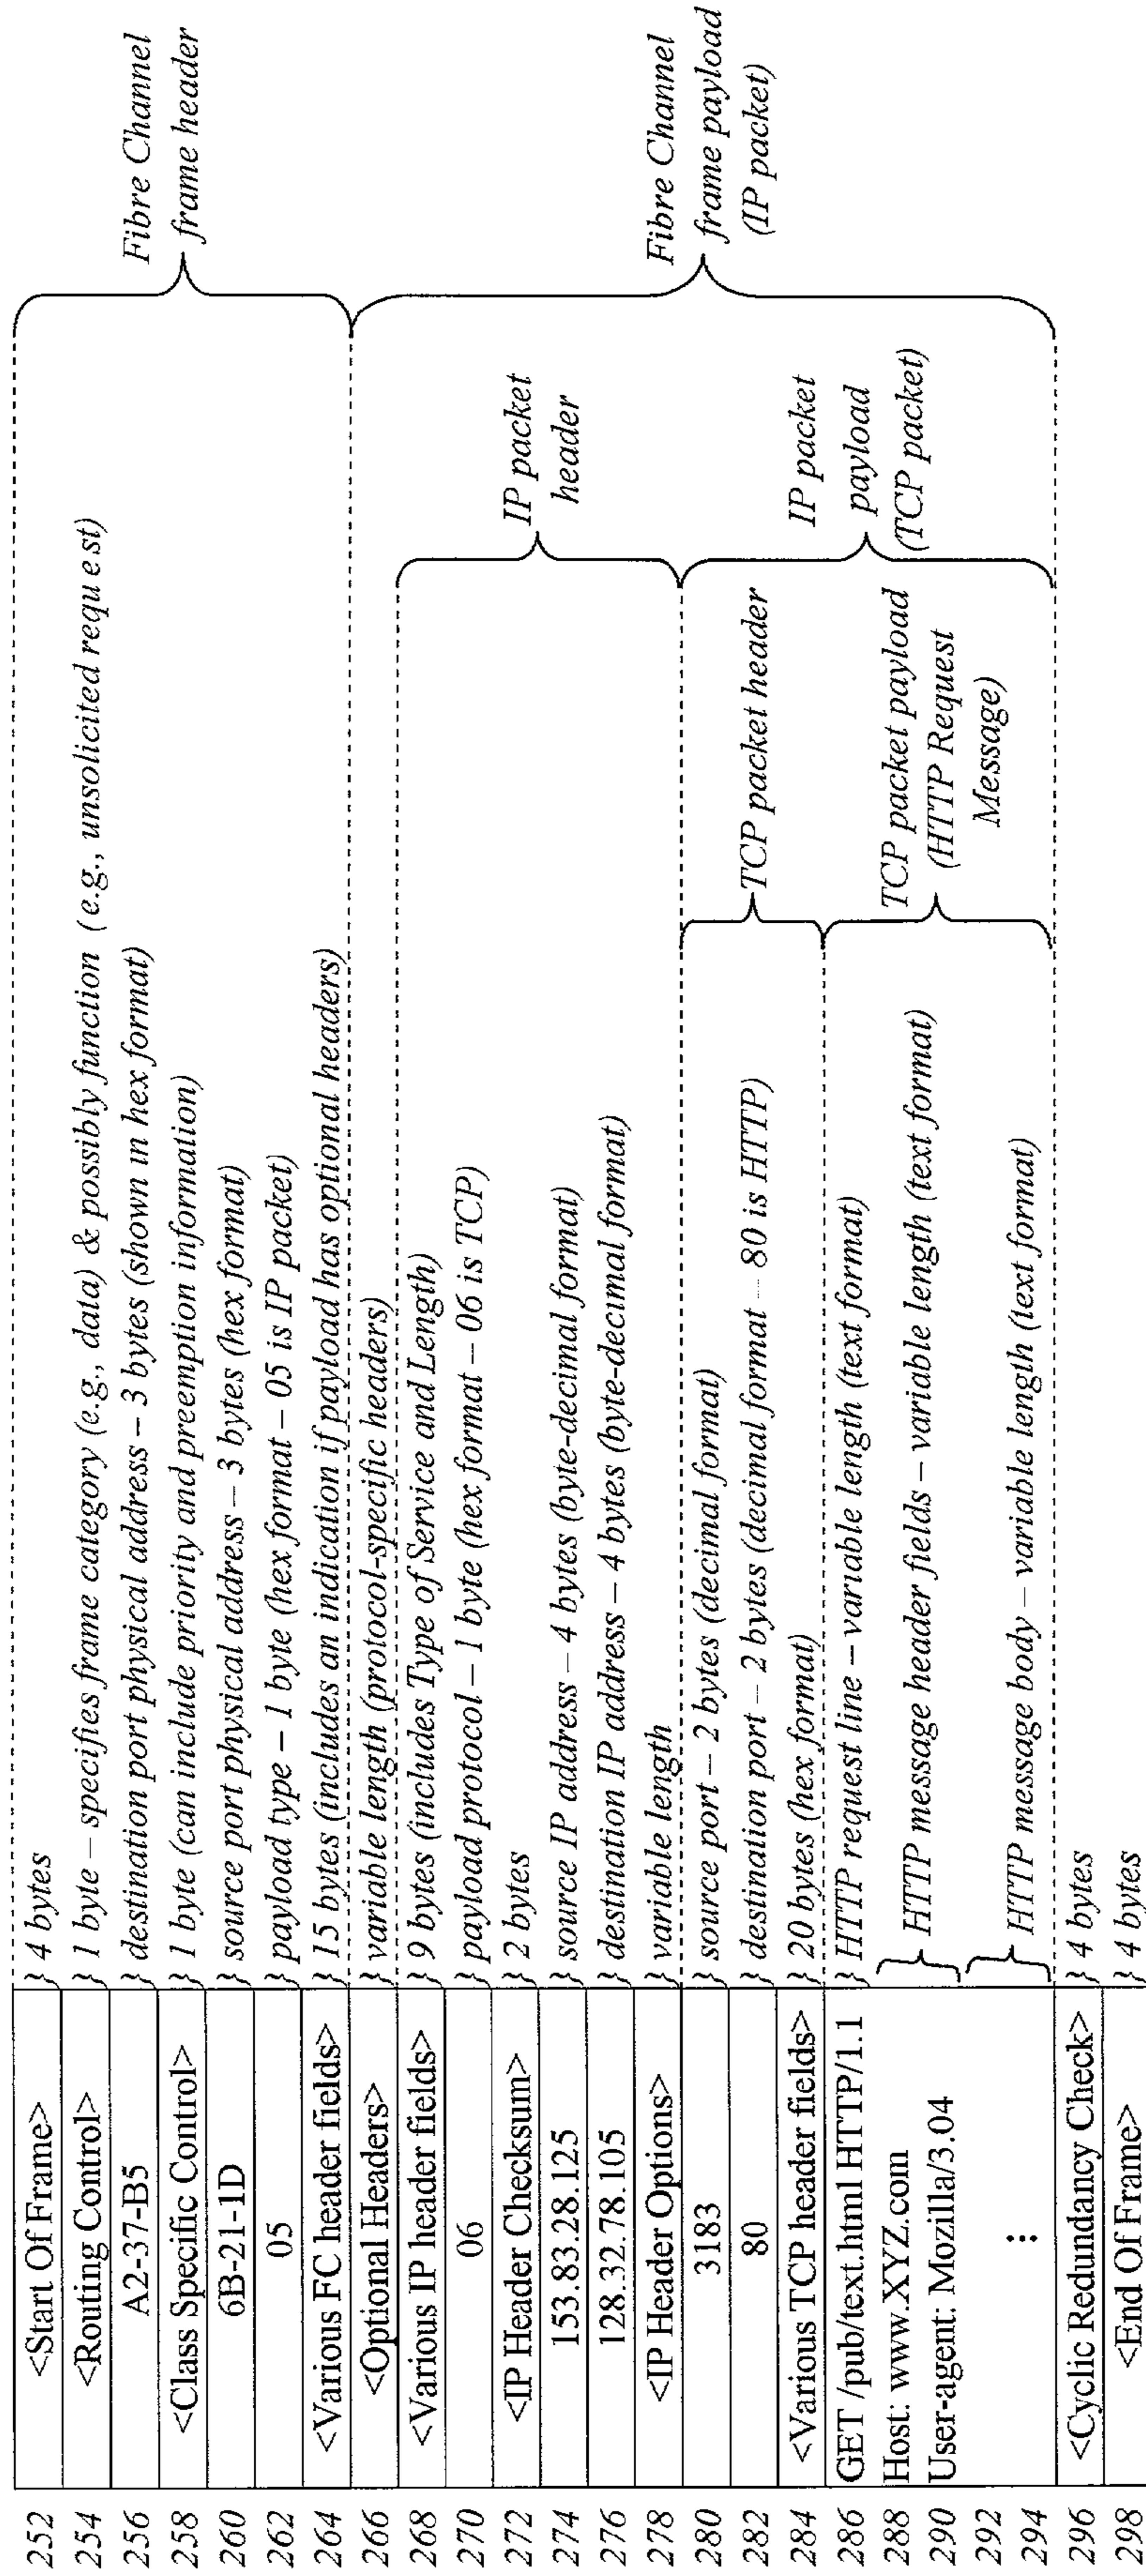 252 <Start Of Frame> } 4 bytes
254 <Routing Control> } 1 byte – specifies frame category (e.g., data) & possibly function (e.g., unsolicited requ e st)
256 A2-37-B5 } destination port physical address – 3 bytes (shown in hex format)
258 <Class Specific Control> } 1 byte (can include priority and preemption information)
260 6B-21-1D } source port physical address – 3 bytes (hex format)
262 05 } payload type – 1 byte (hex format – 05 is IP packet)
264 <Various FC header fields> } 15 bytes (includes an indication if payload has optional headers)
Fibre Channel
frame header
266 <Optional Headers> } variable length (protocol-specific headers)
268 <Various IP header fields> } 9 bytes (includes Type of Service and Length)
270 06 } payload protocol – 1 byte (hex format – 06 is TCP)
272 <IP Header Checksum> } 2 bytes
274 153.83.28.125 } source IP address – 4 bytes (byte-decimal format)
276 128.32.78.105 } destination IP address – 4 bytes (byte-decimal format)
278 <IP Header Options> } variable length
IP packet
header
280 3183 } source port – 2 bytes (decimal format)
282 80 } destination port – 2 bytes (decimal format – 80 is HTTP)
284 <Various TCP header fields> } 20 bytes (hex format)
TCP packet header
286 GET /pub/text.html HTTP/1.1 } HTTP request line – variable length (text format)
288 Host: www.XYZ.com
290 User-agent: Mozilla/3.04
HTTP message header fields – variable length (text format)
292
294 ⋮
HTTP message body – variable length (text format)
TCP packet payload
(HTTP Request
Message)
IP packet
payload
(TCP packet)
Fibre Channel
frame payload
(IP packet)
296 <Cyclic Redundancy Check> } 4 bytes
298 <End Of Frame> } 4 bytes